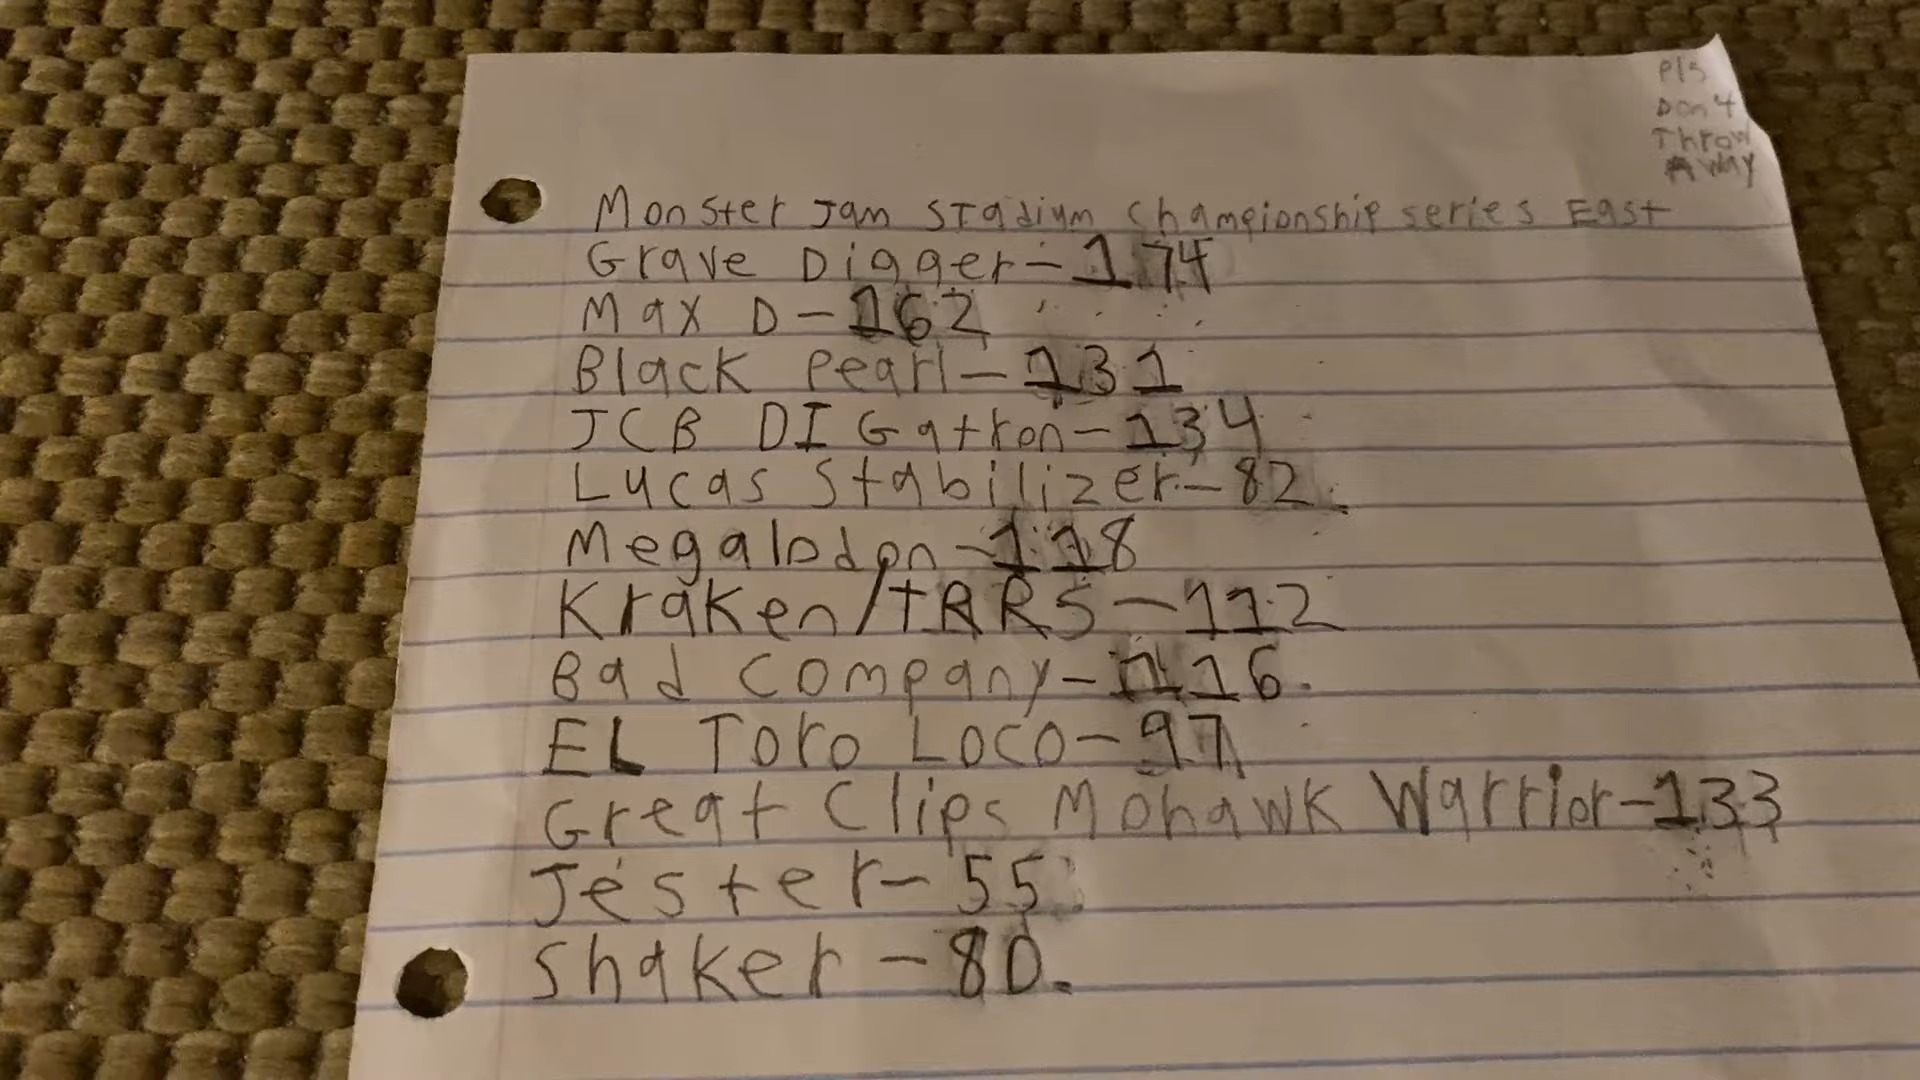 Pls
Don4
Throw
Away
Monster Jam Stadium Championship series East
Grave Digger-174
Max D-162
Black Pearl-131
JCB DIGatron-134
Lucas Stabilizer-82
Megalodon-118
Kraken/tRRS-112
Bad Company-116
EL Toro Loco-97
Great Clips Mohawk Warrior-133
Jester-55
Shaker-80